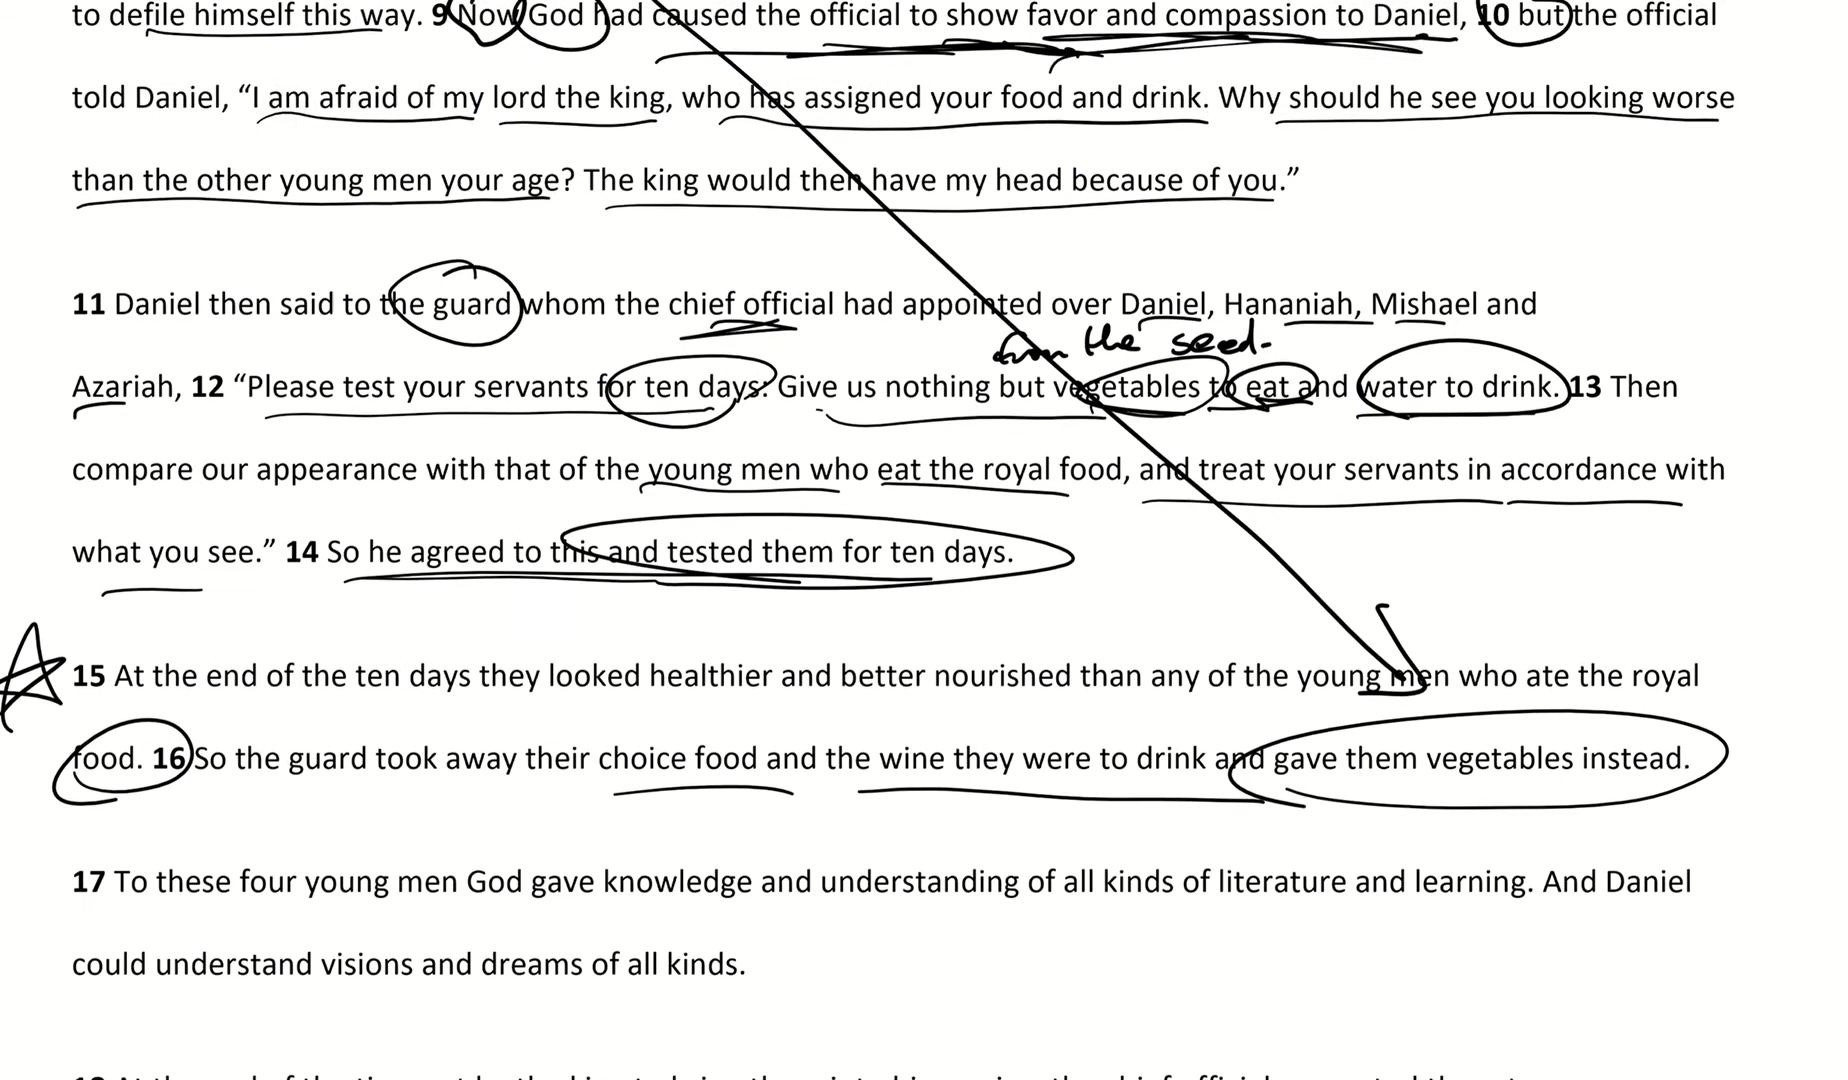 to defile himself this way. 9 Now God had caused the official to show favor and compassion to Daniel, 10 but the official
told Daniel, “I am afraid of my lord the king, who has assigned your food and drink. Why should he see you looking worse
than the other young men your age? The king would then have my head because of you.”
11 Daniel then said to the guard whom the chief official had appointed over Daniel, Hananiah, Mishael and
from the seed.
Azariah, 12 “Please test your servants for ten days: Give us nothing but vegetables to eat and water to drink. 13 Then
compare our appearance with that of the young men who eat the royal food, and treat your servants in accordance with
what you see.” 14 So he agreed to this and tested them for ten days.
15 At the end of the ten days they looked healthier and better nourished than any of the young men who ate the royal
food. 16 So the guard took away their choice food and the wine they were to drink and gave them vegetables instead.
17 To these four young men God gave knowledge and understanding of all kinds of literature and learning. And Daniel
could understand visions and dreams of all kinds.